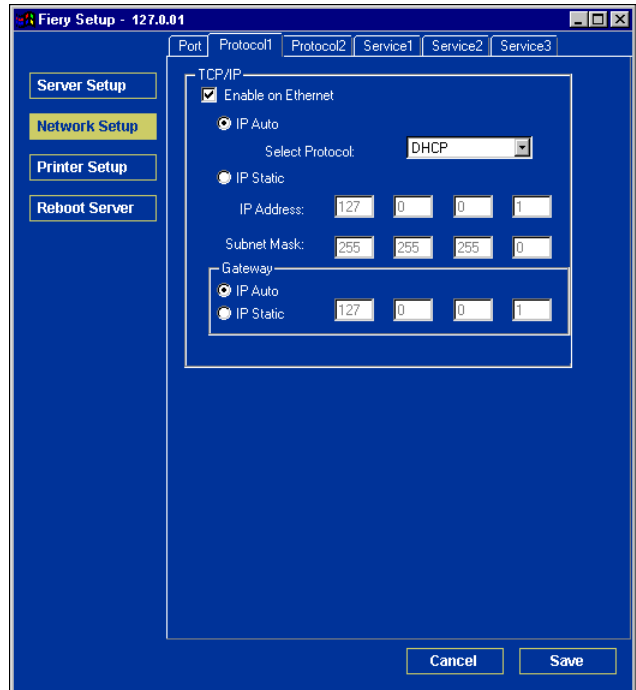 Fiery Setup - 127.0.01
Port Protocol1 Protocol2 Service1 Service2 Service3
Server Setup
Network Setup
Printer Setup
Reboot Server
TCP/IP
Enable on Ethernet
IP Auto
Select Protocol: DHCP
IP Static
IP Address: 127 0 0 1
Subnet Mask: 255 255 255 0
Gateway
IP Auto
IP Static 127 0 0 1
Cancel Save